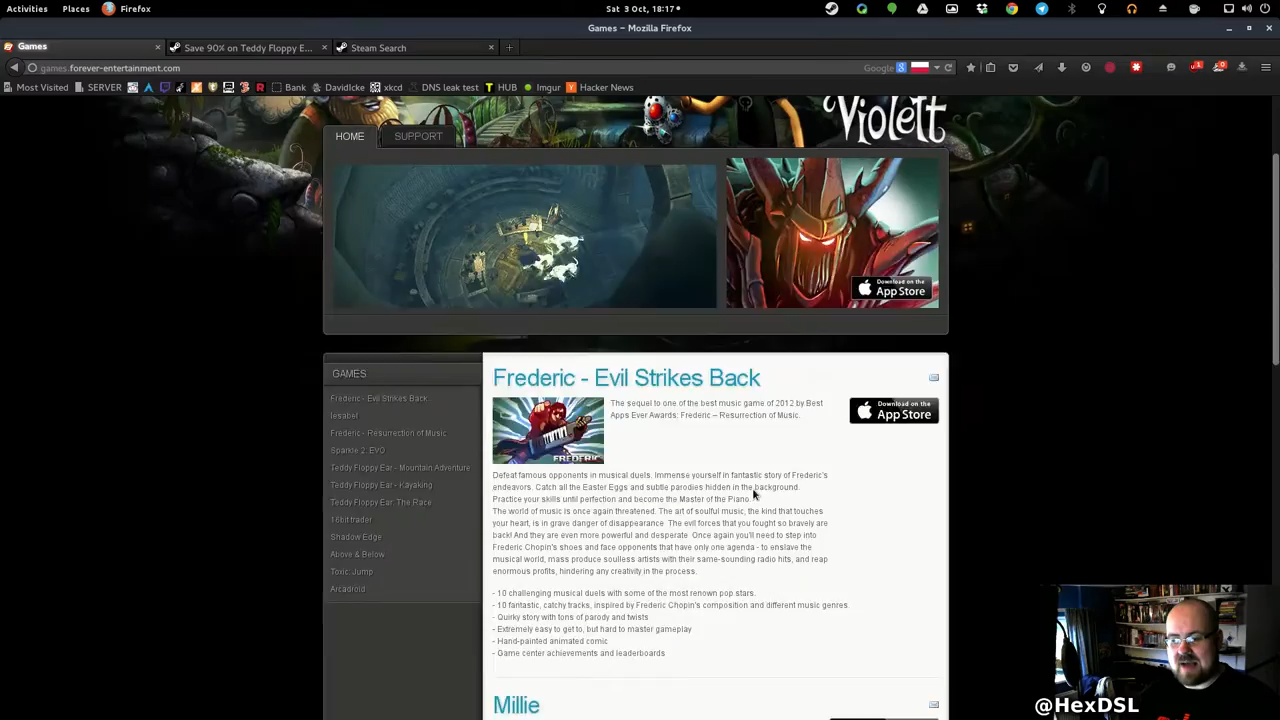 Activities Places Firefox Sat 3 Oct, 18:17
Games - Mozilla Firefox
Games Save 90% on Teddy Floppy E... Steam Search
games.forever-entertainment.com Google
Most Visited SERVER Bank DavidIcke xkcd DNS leak test HUB Imgur Hacker News
Violett
HOME SUPPORT
Download on the
App Store
GAMES
Frederic - Evil Strikes Back
Iesabel
Frederic - Resurrection of Music
Sparkle 2: EVO
Teddy Floppy Ear - Mountain Adventure
Teddy Floppy Ear - Kayaking
Teddy Floppy Ear: The Race
16bit trader
Shadow Edge
Above & Below
Toxic Jump
Arcadroid
Frederic - Evil Strikes Back
FREDERIC
The sequel to one of the best music game of 2012 by Best
Apps Ever Awards: Frederic – Resurrection of Music.
Download on the
App Store
Defeat famous opponents in musical duels. Immense yourself in fantastic story of Frederic's
endeavors. Catch all the Easter Eggs and subtle parodies hidden in the background.
Practice your skills until perfection and become the Master of the Piano.
The world of music is once again threatened. The art of soulful music, the kind that touches
your heart, is in grave danger of disappearance. The evil forces that you fought so bravely are
back! And they are even more powerful and desperate. Once again you'll need to step into
Frederic Chopin's shoes and face opponents that have only one agenda - to enslave the
musical world, mass produce soulless artists with their same-sounding radio hits, and reap
enormous profits, hindering any creativity in the process.
- 10 challenging musical duels with some of the most renown pop stars.
- 10 fantastic, catchy tracks, inspired by Frederic Chopin's composition and different music genres.
- Quirky story with tons of parody and twists
- Extremely easy to get to, but hard to master gameplay
- Hand-painted animated comic
- Game center achievements and leaderboards
Millie
@HexDSL